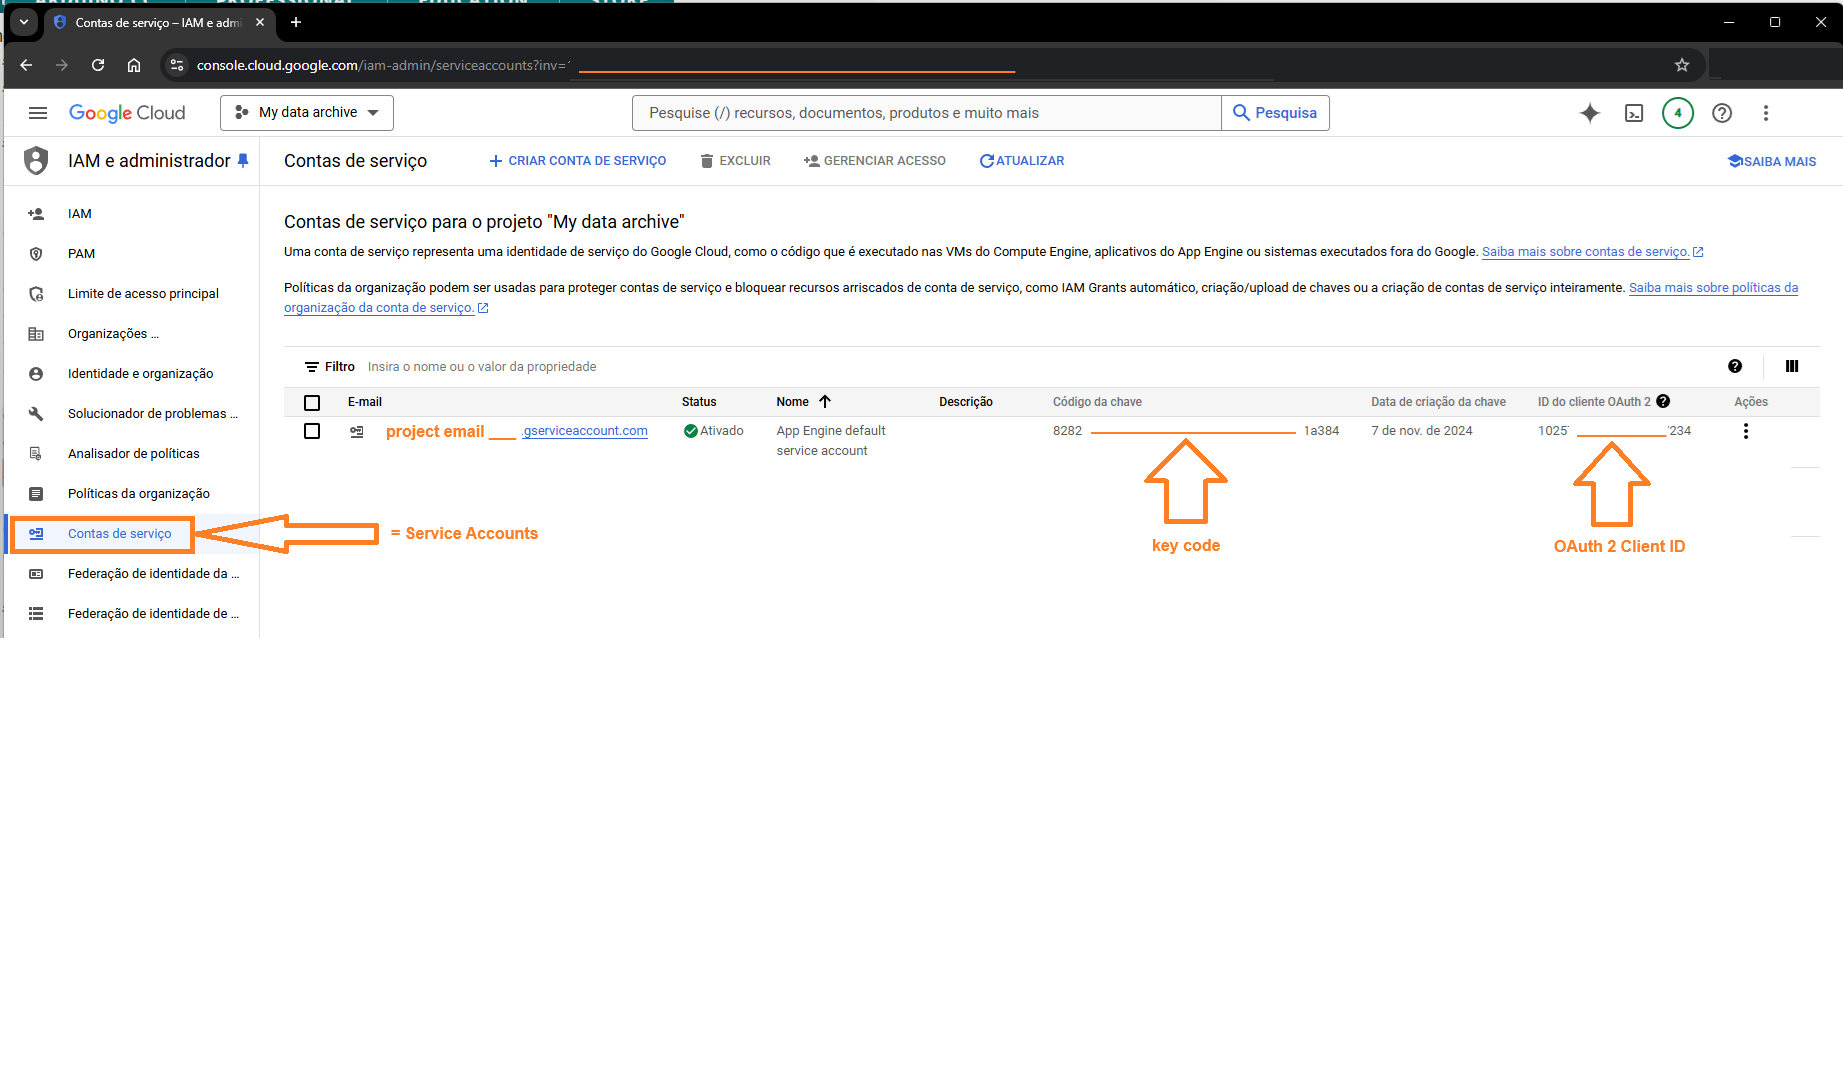 ARDUINO.CC PROFESSIONAL EDUCATION STORE
Contas de serviço – IAM e admi
console.cloud.google.com/iam-admin/serviceaccounts?inv=
Google Cloud
My data archive
Pesquise (/) recursos, documentos, produtos e muito mais
Pesquisa
4
IAM e administrador
Contas de serviço
CRIAR CONTA DE SERVIÇO
EXCLUIR
GERENCIAR ACESSO
ATUALIZAR
SAIBA MAIS
IAM
PAM
Limite de acesso principal
Organizações ...
Identidade e organização
Solucionador de problemas ...
Analisador de políticas
Políticas da organização
Contas de serviço
Federação de identidade da ...
Federação de identidade de ...
= Service Accounts
Contas de serviço para o projeto "My data archive"
Uma conta de serviço representa uma identidade de serviço do Google Cloud, como o código que é executado nas VMs do Compute Engine, aplicativos do App Engine ou sistemas executados fora do Google. Saiba mais sobre contas de serviço.
Políticas da organização podem ser usadas para proteger contas de serviço e bloquear recursos arriscados de conta de serviço, como IAM Grants automático, criação/upload de chaves ou a criação de contas de serviço inteiramente. Saiba mais sobre políticas da
organização da conta de serviço.
Filtro Insira o nome ou o valor da propriedade
E-mail Status Nome Descrição Código da chave Data de criação da chave ID do cliente OAuth 2 Ações
project email ___ .gserviceaccount.com Ativado App Engine default 8282 1a384 7 de nov. de 2024 1025 234
service account
key code
OAuth 2 Client ID